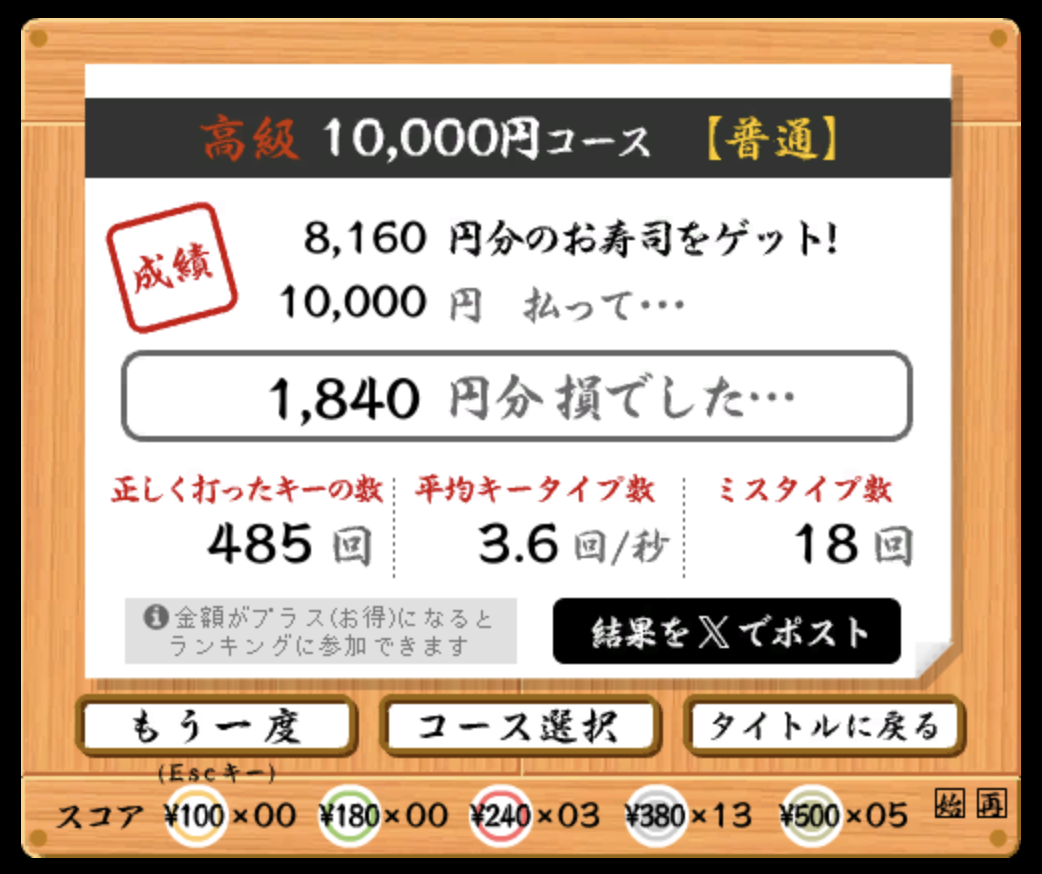 高級 10,000円コース 【普通】
成績
8,160 円分のお寿司をゲット!
10,000 円 払って…
1,840 円分 損でした…
正しく打ったキーの数 平均キータイプ数 ミスタイプ数
485 回 3.6 回/秒 18 回
金額がプラス(お得)になると
ランキングに参加できます
結果を𝕏でポスト
もう一度 コース選択 タイトルに戻る
(Escキー)
スコア ¥100×00 ¥180×00 ¥240×03 ¥380×13 ¥500×05 始 再